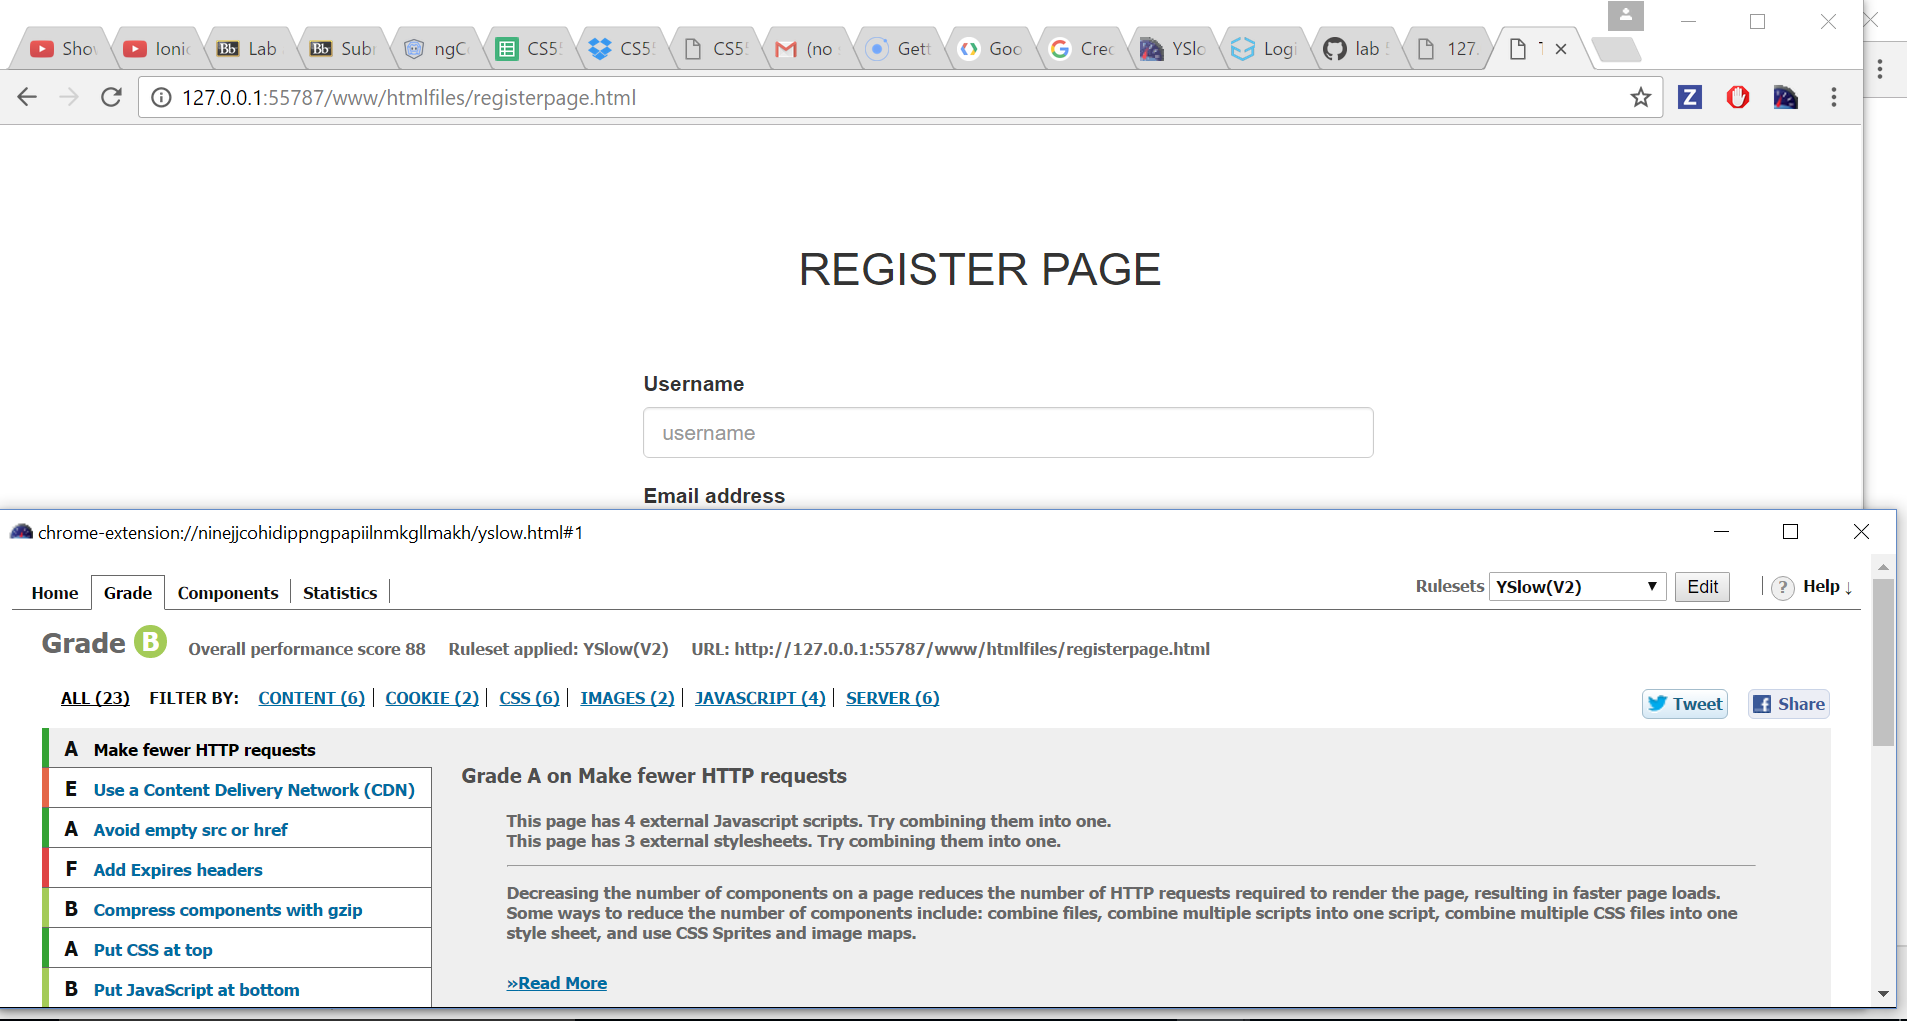 Sho
Ionic
Bb Lab
Bb Subr
ngC
CS5
CS5
CS5
(no
Gett
Goo
Crec
YSlo
Logi
lab
127.
127.0.0.1:55787/www/htmlfiles/registerpage.html
Z
REGISTER PAGE
Username
username
Email address
chrome-extension://ninejjcohidippngpapiilnmkgllmakh/yslow.html#1
Home Grade Components Statistics
Rulesets YSlow(V2) Edit ? Help ↓
Grade B Overall performance score 88 Ruleset applied: YSlow(V2) URL: http://127.0.0.1:55787/www/htmlfiles/registerpage.html
ALL (23) FILTER BY: CONTENT (6) COOKIE (2) CSS (6) IMAGES (2) JAVASCRIPT (4) SERVER (6)
Tweet Share
A Make fewer HTTP requests
E Use a Content Delivery Network (CDN)
A Avoid empty src or href
F Add Expires headers
B Compress components with gzip
A Put CSS at top
B Put JavaScript at bottom
Grade A on Make fewer HTTP requests
This page has 4 external Javascript scripts. Try combining them into one.
This page has 3 external stylesheets. Try combining them into one.
Decreasing the number of components on a page reduces the number of HTTP requests required to render the page, resulting in faster page loads.
Some ways to reduce the number of components include: combine files, combine multiple scripts into one script, combine multiple CSS files into one
style sheet, and use CSS Sprites and image maps.
»Read More